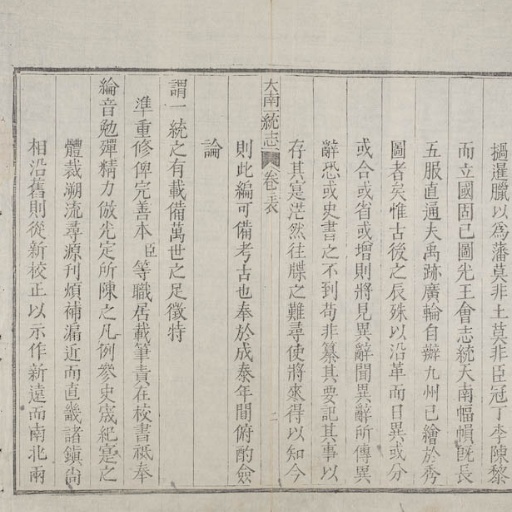 搵暹臘以爲藩莫非土莫非臣冠丁李陳黎
而立國固已圖先王會志統大南幅幀既長
五服直通夫禹跡廣輪自辦九州已繪於秀
圖者矣惟古後之辰殊以沿革而日異或分
或合或省或增則將見異辭聞異辭所傳異
辭恐或史書之不到苟非纂其要記其事以
存其寔茫然往牒之難尋使將來得以知今
大南一統志 卷表 二
則此編可備考古也奉於成泰年間俯酌僉
論
謂一統之有載備萬世之足徵特
準重修俾完善本臣等職居載筆責在校書祗奉
綸音勉殫精力倣先定所陳之凡例參史宬紀寔之
體裁溯流尋源刊煩補漏近而直畿諸鎮尚
相沿舊則從新校正以示作新遠而南北兩